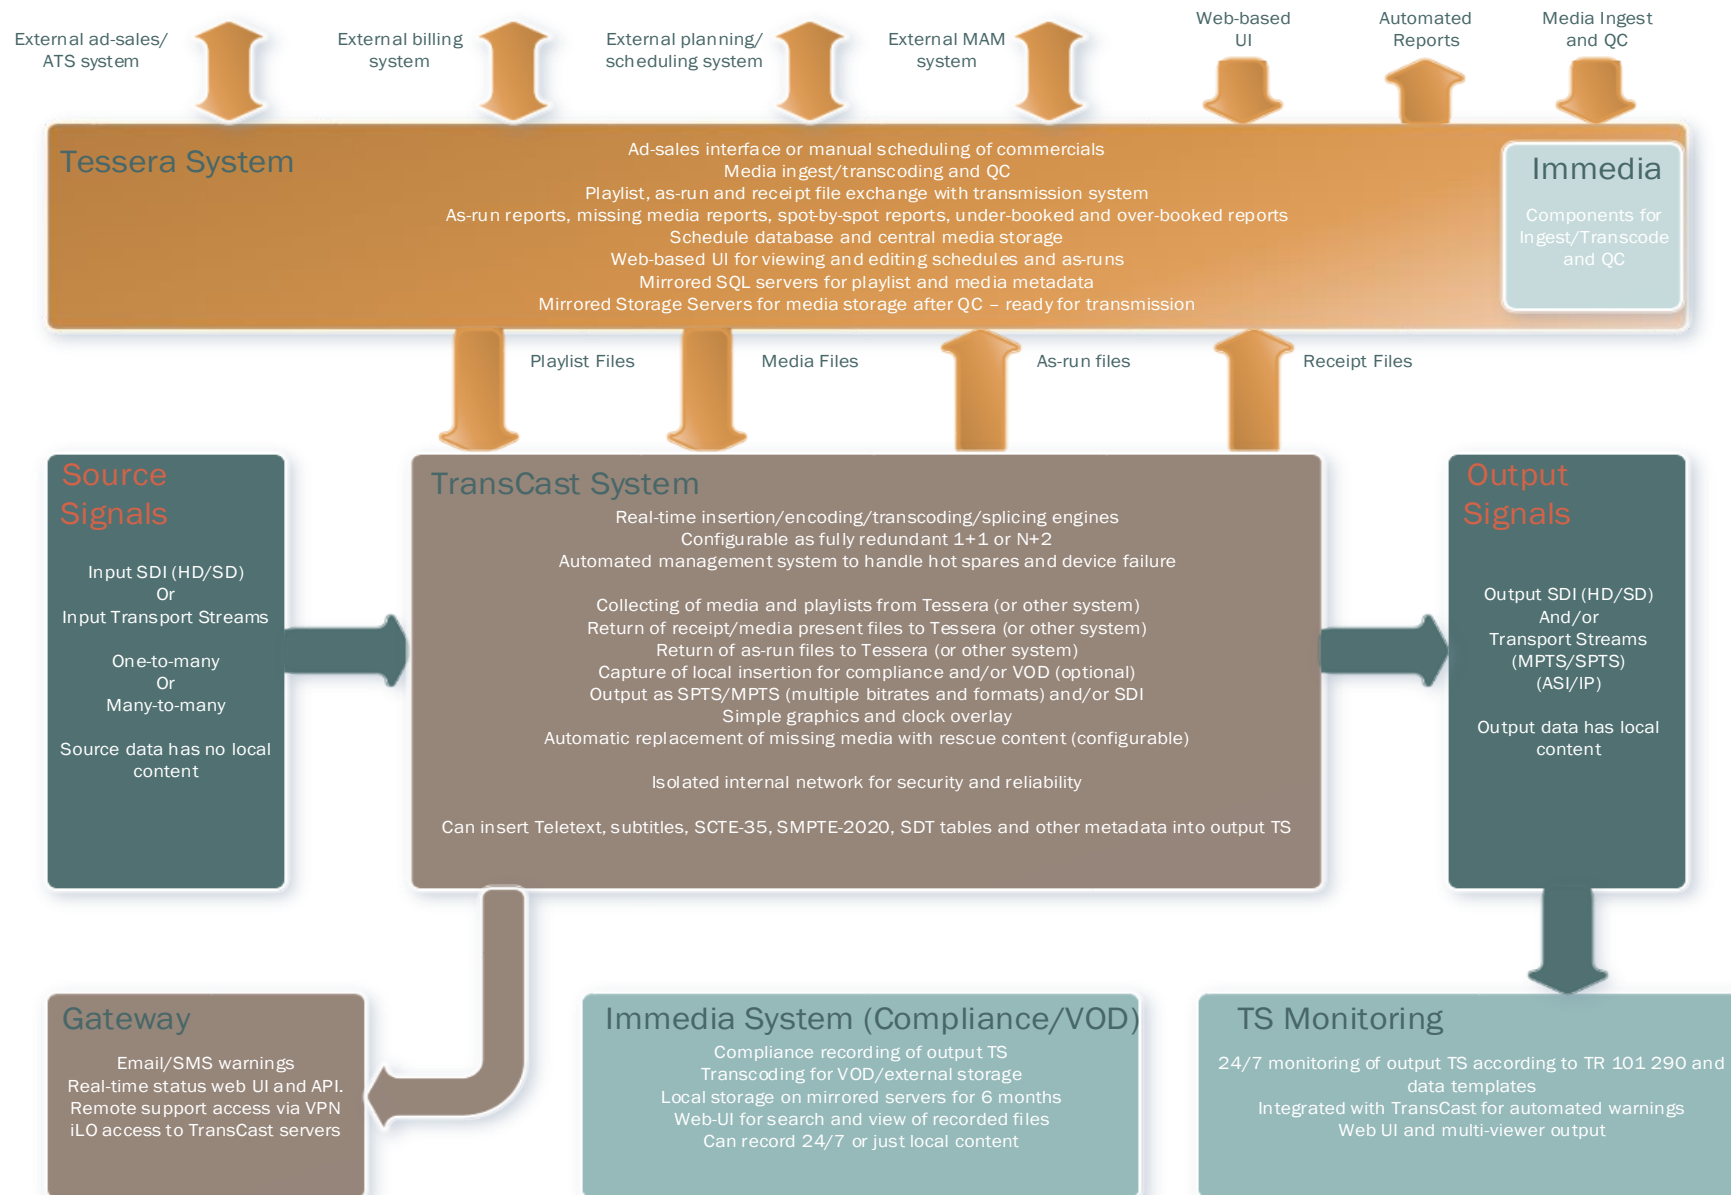 External ad-sales/
ATS system
External billing
system
External planning/
scheduling system
External MAM
system
Web-based
UI
Automated
Reports
Media Ingest
and QC
Tessera System
Ad-sales interface or manual scheduling of commercials
Media ingest/transcoding and QC
Playlist, as-run and receipt file exchange with transmission system
As-run reports, missing media reports, spot-by-spot reports, under-booked and over-booked reports
Schedule database and central media storage
Web-based UI for viewing and editing schedules and as-runs
Mirrored SQL servers for playlist and media metadata
Mirrored Storage Servers for media storage after QC – ready for transmission
Immedia
Components for
Ingest/Transcode
and QC
Playlist Files
Media Files
As-run files
Receipt Files
Source
Signals
Input SDI (HD/SD)
Or
Input Transport Streams
One-to-many
Or
Many-to-many
Source data has no local
content
TransCast System
Real-time insertion/encoding/transcoding/splicing engines
Configurable as fully redundant 1+1 or N+2
Automated management system to handle hot spares and device failure
Collecting of media and playlists from Tessera (or other system)
Return of receipt/media present files to Tessera (or other system)
Return of as-run files to Tessera (or other system)
Capture of local insertion for compliance and/or VOD (optional)
Output as SPTS/MPTS (multiple bitrates and formats) and/or SDI
Simple graphics and clock overlay
Automatic replacement of missing media with rescue content (configurable)
Isolated internal network for security and reliability
Can insert Teletext, subtitles, SCTE-35, SMPTE-2020, SDT tables and other metadata into output TS
Output
Signals
Output SDI (HD/SD)
And/or
Transport Streams
(MPTS/SPTS)
(ASI/IP)
Output data has local
content
Gateway
Email/SMS warnings
Real-time status web UI and API.
Remote support access via VPN
iLO access to TransCast servers
Immedia System (Compliance/VOD)
Compliance recording of output TS
Transcoding for VOD/external storage
Local storage on mirrored servers for 6 months
Web-UI for search and view of recorded files
Can record 24/7 or just local content
TS Monitoring
24/7 monitoring of output TS according to TR 101 290 and
data templates
Integrated with TransCast for automated warnings
Web UI and multi-viewer output